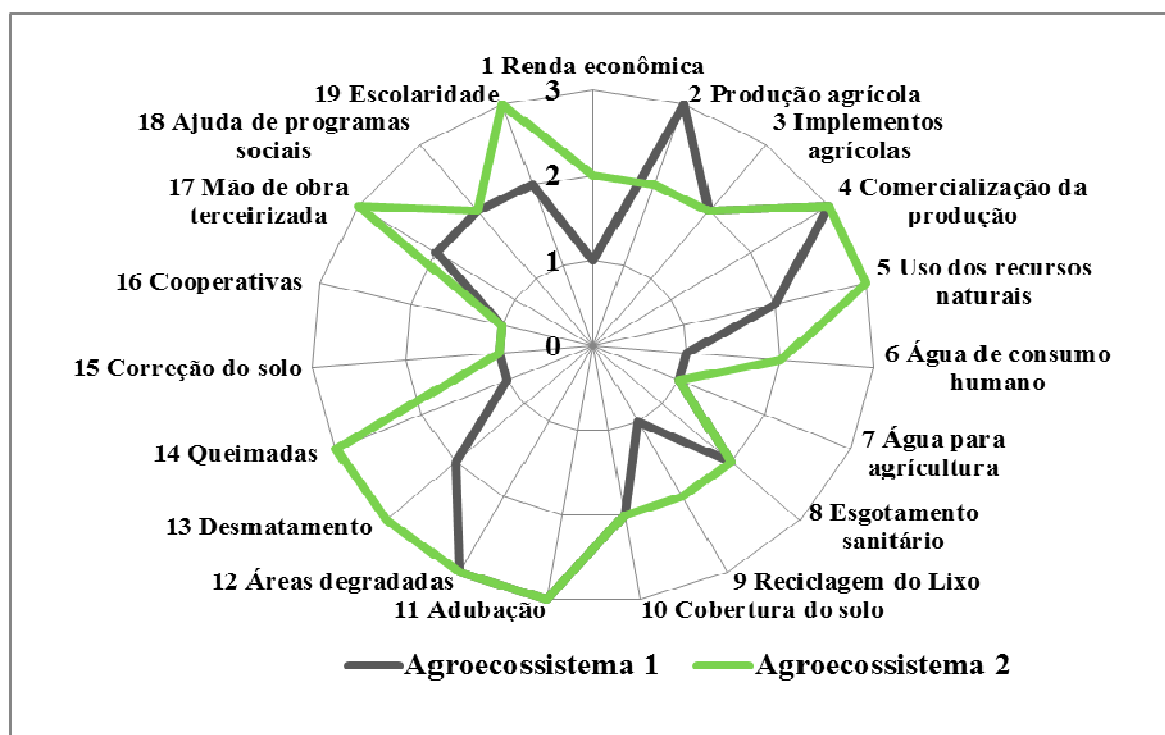 1 Renda econômica
2 Produção agrícola
3 Implementos
agrícolas
4 Comercialização da
produção
5 Uso dos recursos
naturais
6 Água de consumo
humano
7 Água para
agrícultura
8 Esgotamento
sanitário
9 Reciclagem do Lixo
10 Cobertura do solo
11 Adubação
12 Áreas degradadas
13 Desmatamento
14 Queimadas
15 Correção do solo
16 Cooperativas
17 Mão de obra
terceirizada
18 Ajuda de programas
sociais
19 Escolaridade
3
2
1
0
Agroecossistema 1
Agroecossistema 2